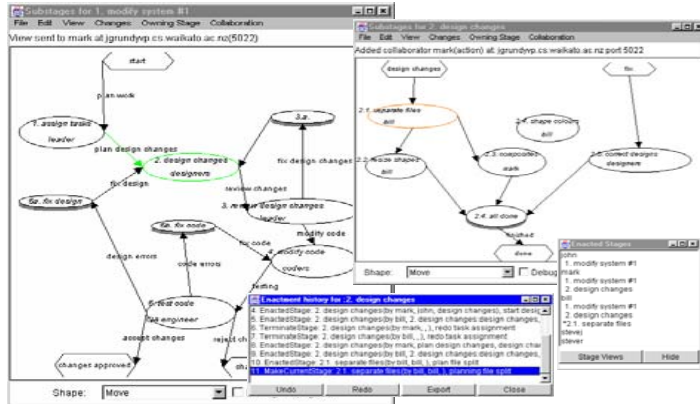 Substages for 1. modify system #1
File Edit View Changes Owning Stage Collaboration
View sent to mark at jgrundyvp.cs.waikato.ac.nz(5022)
start
plan work
1. assign tasks
leader
plan design changes
2. design changes
designers
3.a.
fix design changes
fix design
review changes
6a. fix design
3. review design changes
leader
6b. fix code
modify code
fix code
4. modify code
coders
design errors
code errors
testing
test code
engineer
accept changes
reject
changes approved
Shape: Move
Substages for 2. design changes
File Edit View Changes Owning Stage Collaboration
Added collaborator mark(action) at jgrundyvp.cs.waikato.ac.nz port 5022
design changes
fix
2.1. separate files
bill
shape colours
bill
2.2. resize shapes
bill
2.3. composites
mark
correct designs
designers
2.4. all done
finished
done
Shape: Move Debug
Enacted Stages
john
1. modify system #1
mark
1. modify system #1
2. design changes
bill
1. modify system #1
2. design changes
*2.1. separate files
steve
stever
Stage Views Hide
Enactment history for :2. design changes
4. EnactedStage: 2. design changes(by mark, john, design changes), start desi
5. EnactedStage: 2. design changes(by bill, 2. design changes:design changes,
6. TerminateStage: 2. design changes(by mark, , ), redo task assignment
7. TerminateStage: 2. design changes(by bill, , ), redo task assignment
8. EnactedStage: 2. design changes(by mark, plan design changes, design chan
9. EnactedStage: 2. design changes(by bill, 2. design changes:design changes,
10. EnactedStage: 2.1. separate files(by bill, , ), planning file split
11. MakeCurrentStage: 2.1. separate files(by bill, bill, ), planning file split
Undo Redo Export Close